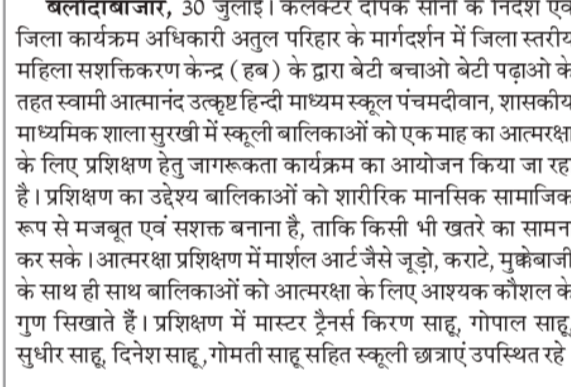 बलौदाबाजार, 30 जुलाई। कलेक्टर दीपक सोनी के निर्देश एवं
जिला कार्यक्रम अधिकारी अतुल परिहार के मार्गदर्शन में जिला स्तरीय
महिला सशक्तिकरण केन्द्र ( हब ) के द्वारा बेटी बचाओ बेटी पढ़ाओ के
तहत स्वामी आत्मानंद उत्कृष्ट हिन्दी माध्यम स्कूल पंचमदीवान, शासकीय
माध्यमिक शाला सुरखी में स्कूली बालिकाओं को एक माह का आत्मरक्षा
के लिए प्रशिक्षण हेतु जागरूकता कार्यक्रम का आयोजन किया जा रहा
है। प्रशिक्षण का उद्देश्य बालिकाओं को शारीरिक मानसिक सामाजिक
रूप से मजबूत एवं सशक्त बनाना है, ताकि किसी भी खतरे का सामन
कर सके । आत्मरक्षा प्रशिक्षण में मार्शल आर्ट जैसे जूड़ो, कराटे, मुक्केबाजी
के साथ ही साथ बालिकाओं को आत्मरक्षा के लिए आश्यक कौशल के
गुण सिखाते हैं। प्रशिक्षण में मास्टर ट्रैनर्स किरण साहू, गोपाल साहू,
सुधीर साहू, दिनेश साहू ,गोमती साहू सहित स्कूली छात्राएं उपस्थित रहे